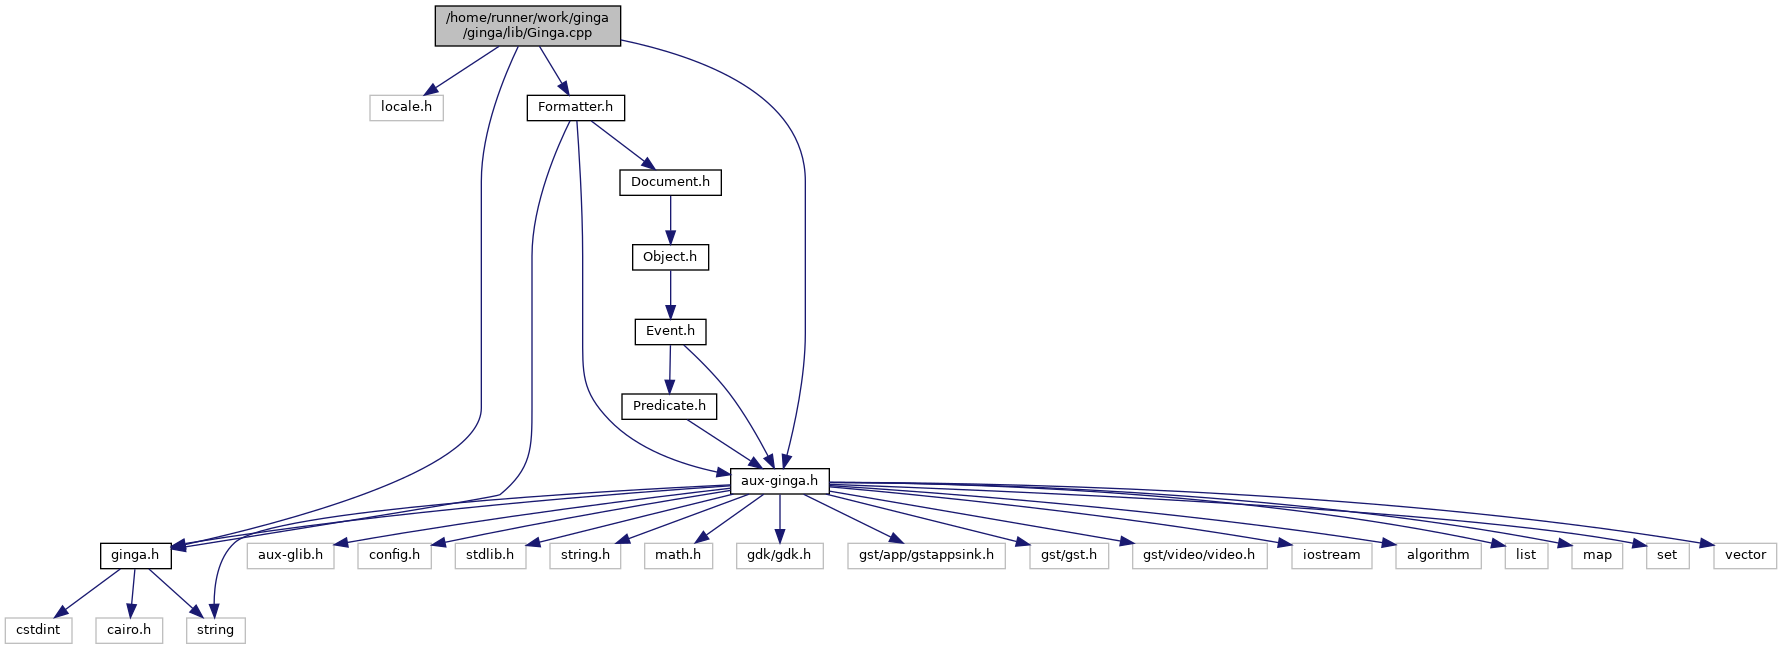 /home/runner/work/ginga
/ginga/lib/Ginga.cpp
locale.h
Formatter.h
Document.h
Object.h
Event.h
Predicate.h
aux-ginga.h
ginga.h
aux-glib.h
config.h
stdlib.h
string.h
math.h
gdk/gdk.h
gst/app/gstappsink.h
gst/gst.h
gst/video/video.h
iostream
algorithm
list
map
set
vector
cstdint
cairo.h
string